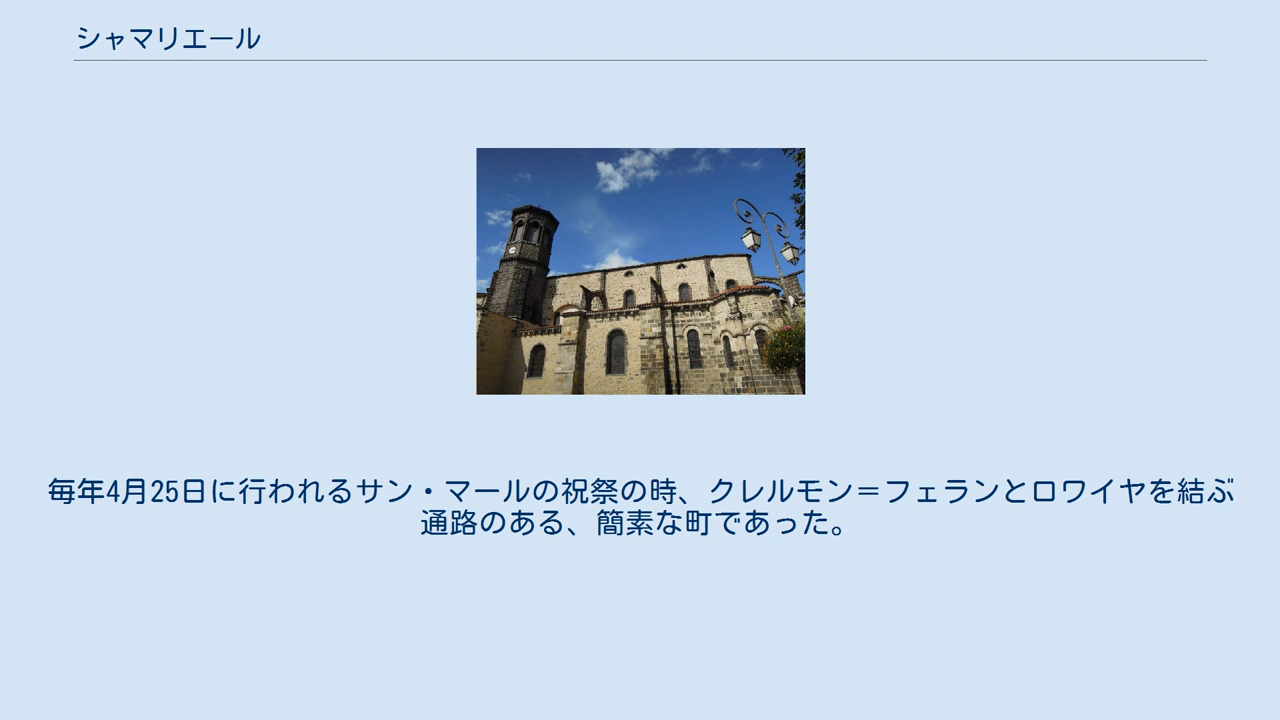 シャマリエール
毎年4月25日に行われるサン・マールの祝祭の時、クレルモン＝フェランとロワイヤを結ぶ
通路のある、簡素な町であった。